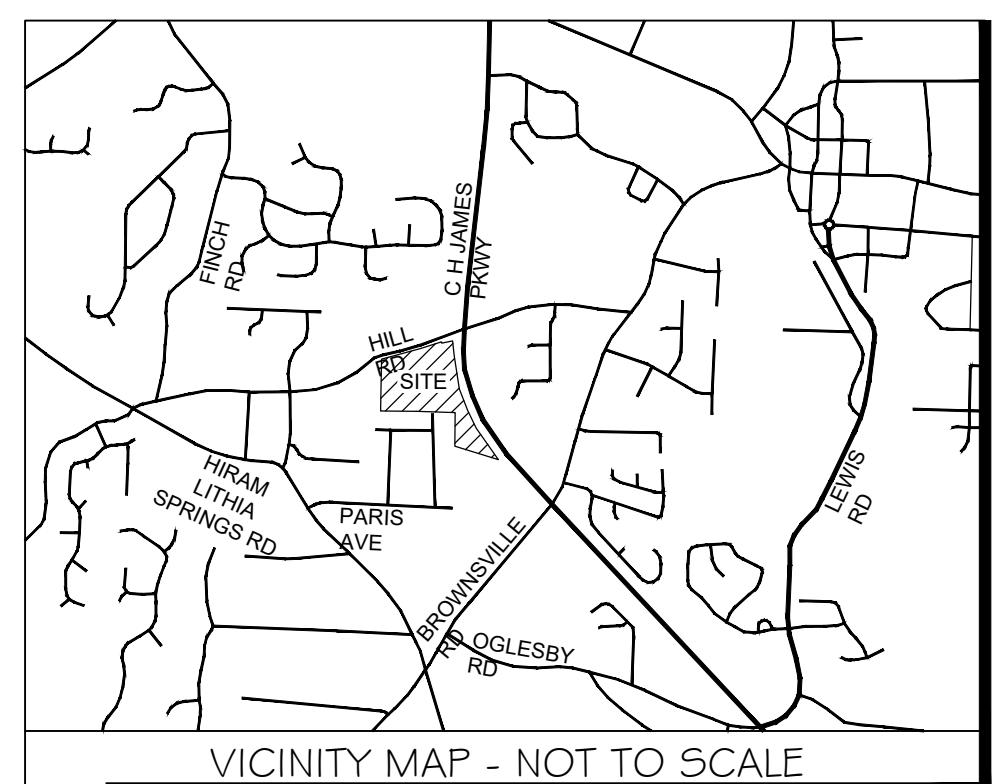 C H JAMES
PKWY
FINCH
RD
HILL
RD
SITE
LEWIS
RD
HIRAM
LITHIA
SPRINGS RD
PARIS
AVE
BROWNSVILLE
RD
OGLESBY
RD
VICINITY MAP - NOT TO SCALE